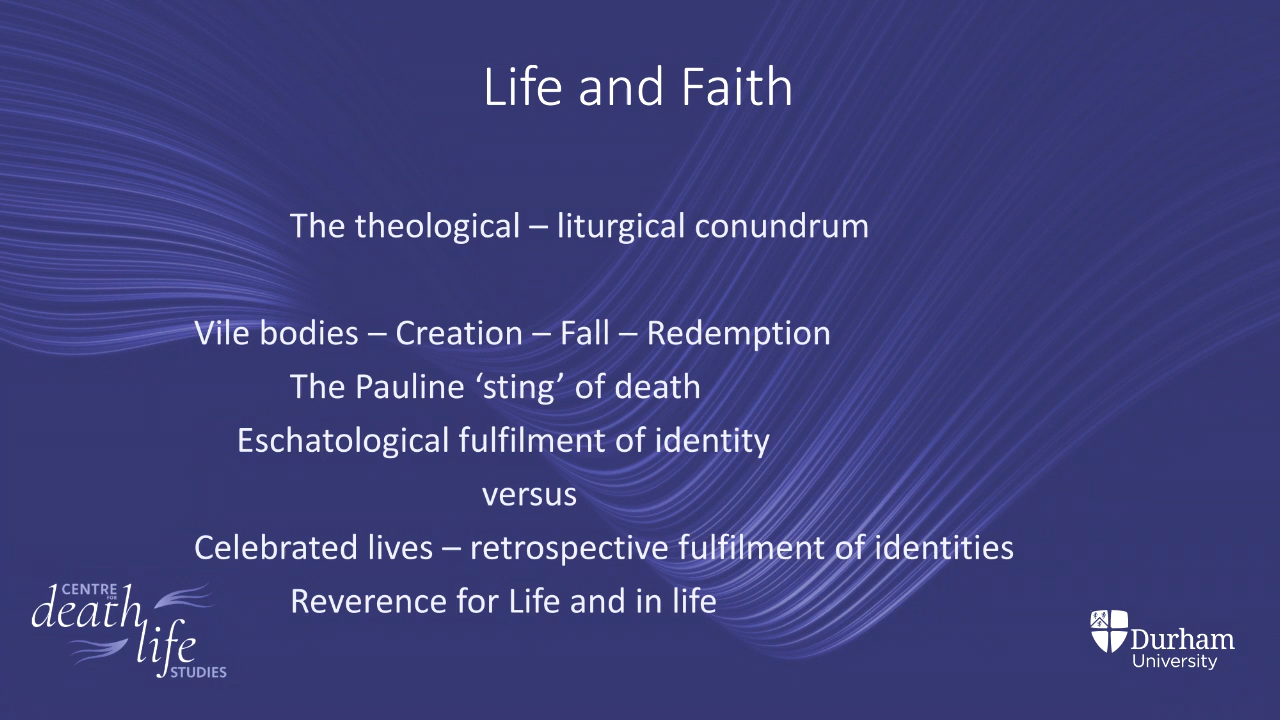 Life and Faith
The theological – liturgical conundrum
Vile bodies – Creation – Fall – Redemption
The Pauline ‘sting’ of death
Eschatological fulfilment of identity
versus
Celebrated lives – retrospective fulfilment of identities
Reverence for Life and in life
CENTRE
FOR
death
life
STUDIES
Durham
University